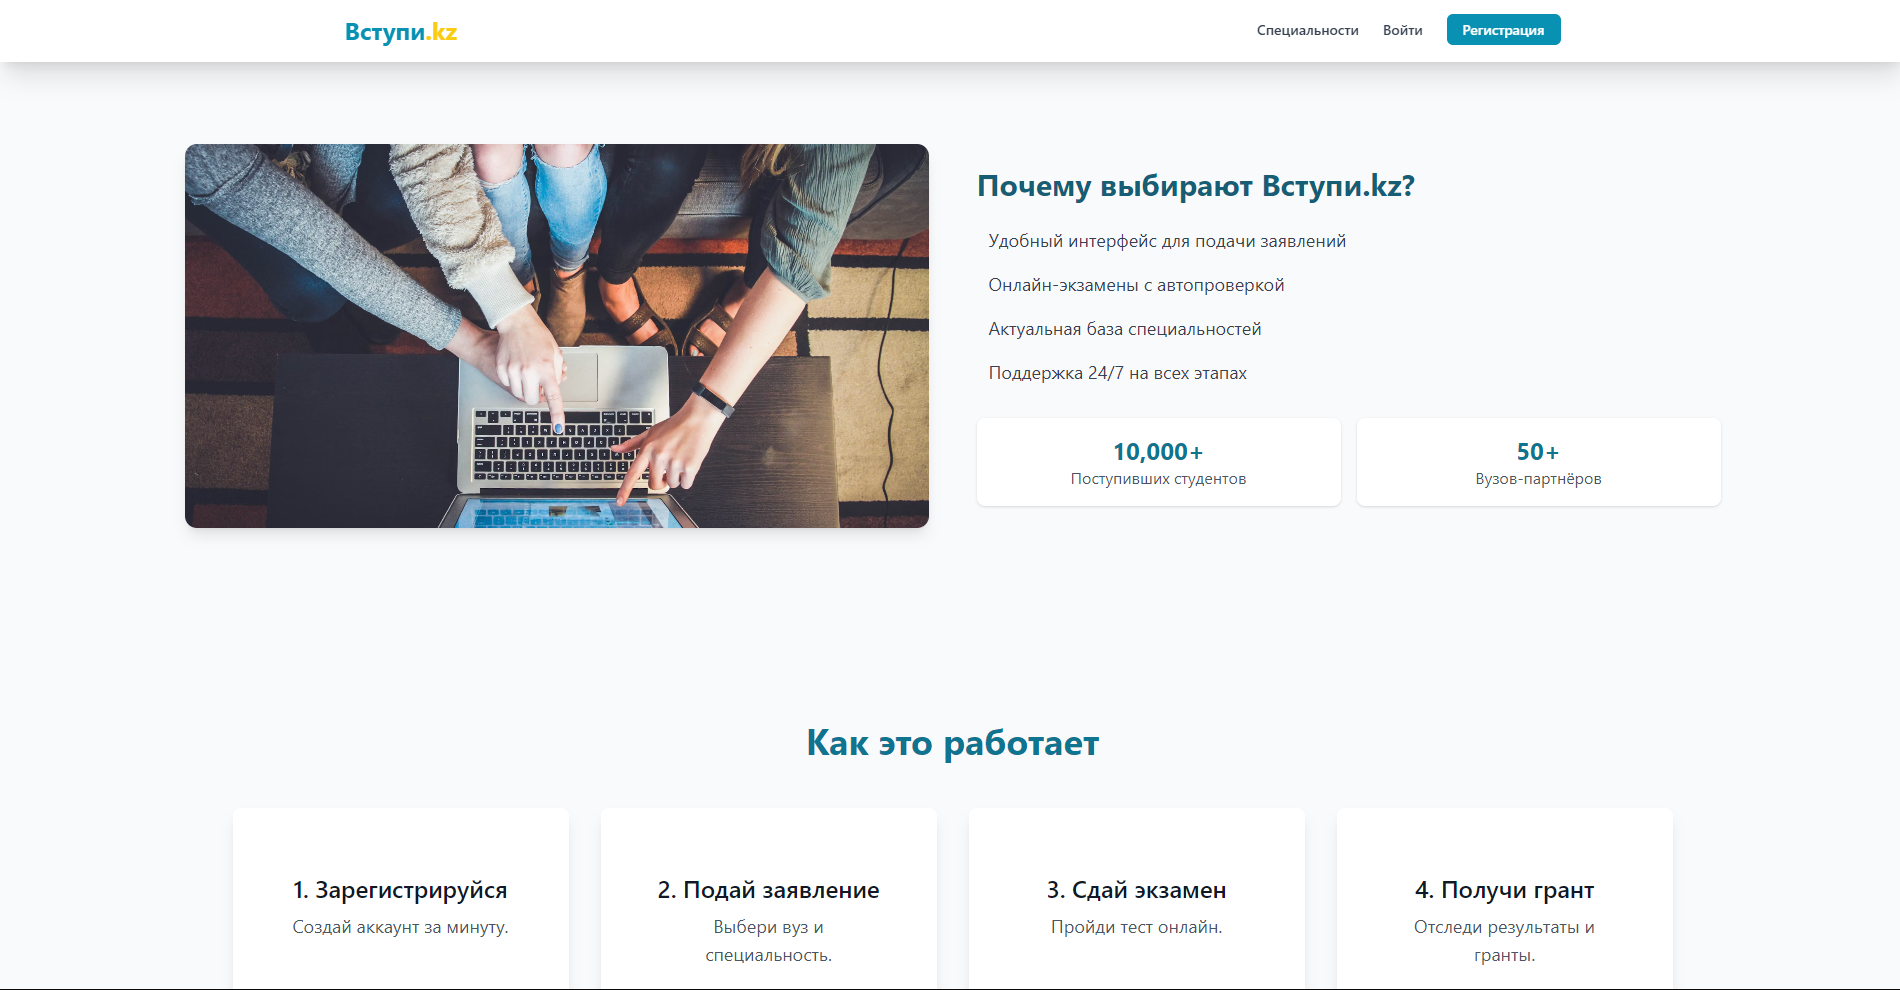 Вступи.kz
Специальности
Войти
Регистрация
Почему выбирают Вступи.kz?
Удобный интерфейс для подачи заявлений
Онлайн-экзамены с автопроверкой
Актуальная база специальностей
Поддержка 24/7 на всех этапах
10,000+
Поступивших студентов
50+
Вузов-партнёров
Как это работает
1. Зарегистрируйся
Создай аккаунт за минуту.
2. Подай заявление
Выбери вуз и
специальность.
3. Сдай экзамен
Пройди тест онлайн.
4. Получи грант
Отследи результаты и
гранты.